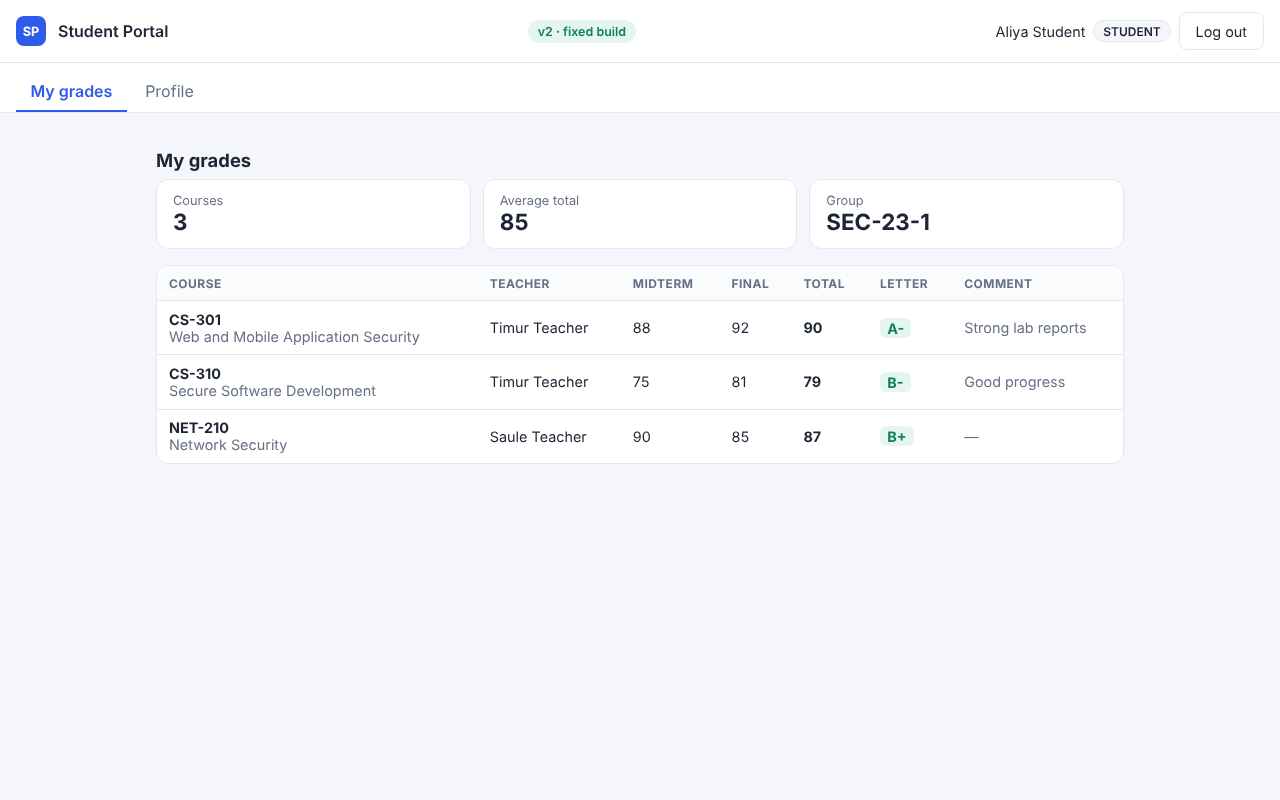 SP Student Portal v2 · fixed build Aliya Student STUDENT Log out
My grades Profile
My grades
Courses Average total Group
3 85 SEC-23-1
COURSE TEACHER MIDTERM FINAL TOTAL LETTER COMMENT
CS-301
Web and Mobile Application Security Timur Teacher 88 92 90 A- Strong lab reports
CS-310
Secure Software Development Timur Teacher 75 81 79 B- Good progress
NET-210
Network Security Saule Teacher 90 85 87 B+ —